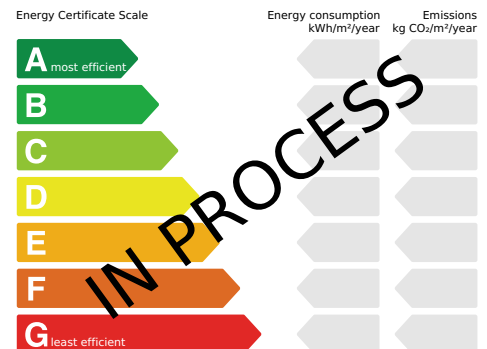 Energy Certificate Scale
Energy consumption
kWh/m²/year
Emissions
kg CO₂/m²/year
A most efficient
B
C
D
E
F
G least efficient
IN PROCESS